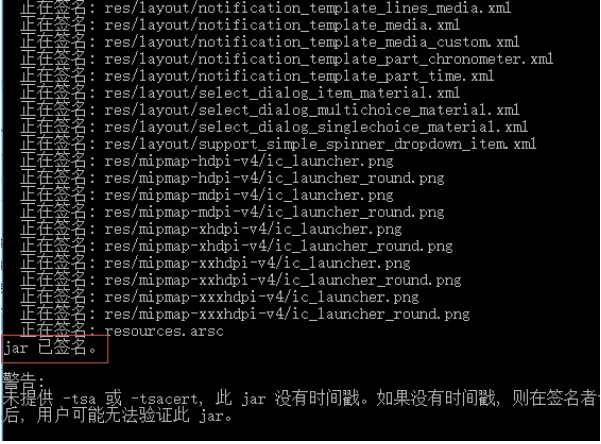 正在签名: res/layout/notification_template_lines_media.xml
正在签名: res/layout/notification_template_media.xml
正在签名: res/layout/notification_template_media_custom.xml
正在签名: res/layout/notification_template_part_chronometer.xml
正在签名: res/layout/notification_template_part_time.xml
正在签名: res/layout/select_dialog_item_material.xml
正在签名: res/layout/select_dialog_multichoice_material.xml
正在签名: res/layout/select_dialog_singlechoice_material.xml
正在签名: res/layout/support_simple_spinner_dropdown_item.xml
正在签名: res/mipmap-hdpi-v4/ic_launcher.png
正在签名: res/mipmap-hdpi-v4/ic_launcher_round.png
正在签名: res/mipmap-mdpi-v4/ic_launcher.png
正在签名: res/mipmap-mdpi-v4/ic_launcher_round.png
正在签名: res/mipmap-xhdpi-v4/ic_launcher.png
正在签名: res/mipmap-xhdpi-v4/ic_launcher_round.png
正在签名: res/mipmap-xxhdpi-v4/ic_launcher.png
正在签名: res/mipmap-xxhdpi-v4/ic_launcher_round.png
正在签名: res/mipmap-xxxhdpi-v4/ic_launcher.png
正在签名: res/mipmap-xxxhdpi-v4/ic_launcher_round.png
正在签名: resources.arsc
jar 已签名。
警告:
未提供 -tsa 或 -tsacert, 此 jar 没有时间戳。如果没有时间戳, 则在签名者
后, 用户可能无法验证此 jar。